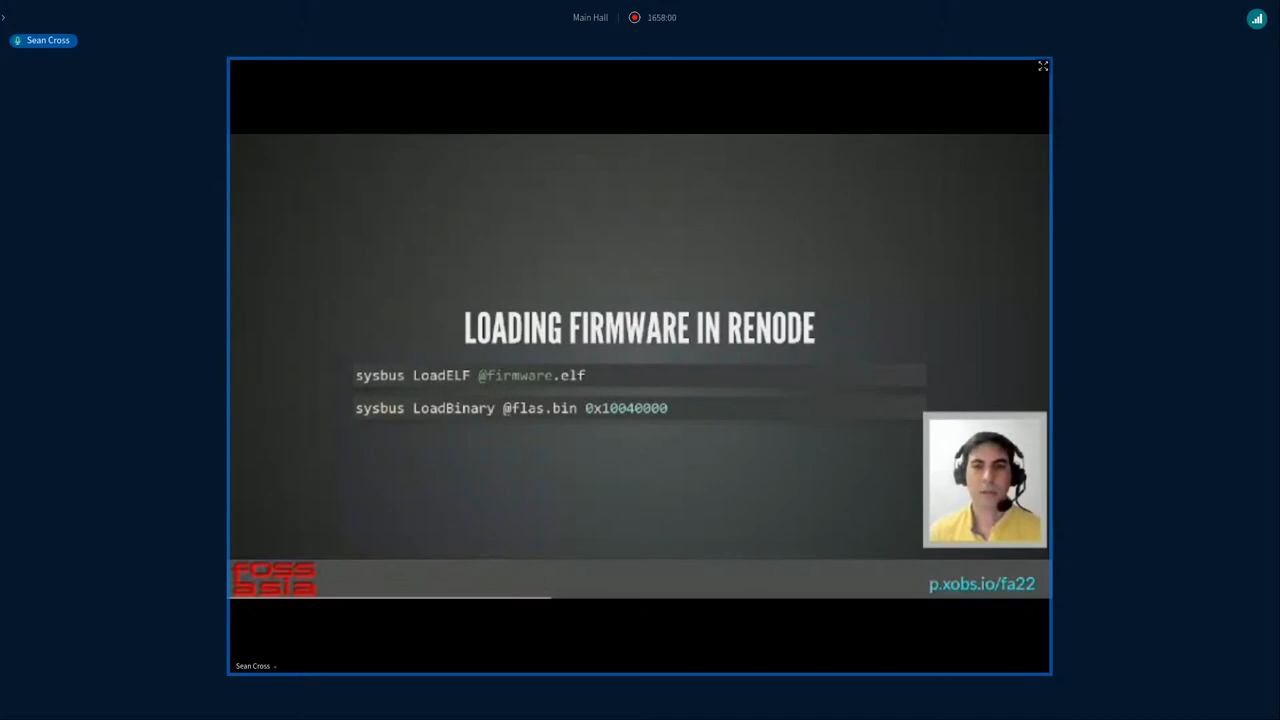 Main Hall
1658:00
Sean Cross
LOADING FIRMWARE IN RENODE
sysbus LoadELF @firmware.elf
sysbus LoadBinary @flas.bin 0x10040000
FOSS
asia
p.xobs.io/fa22
Sean Cross